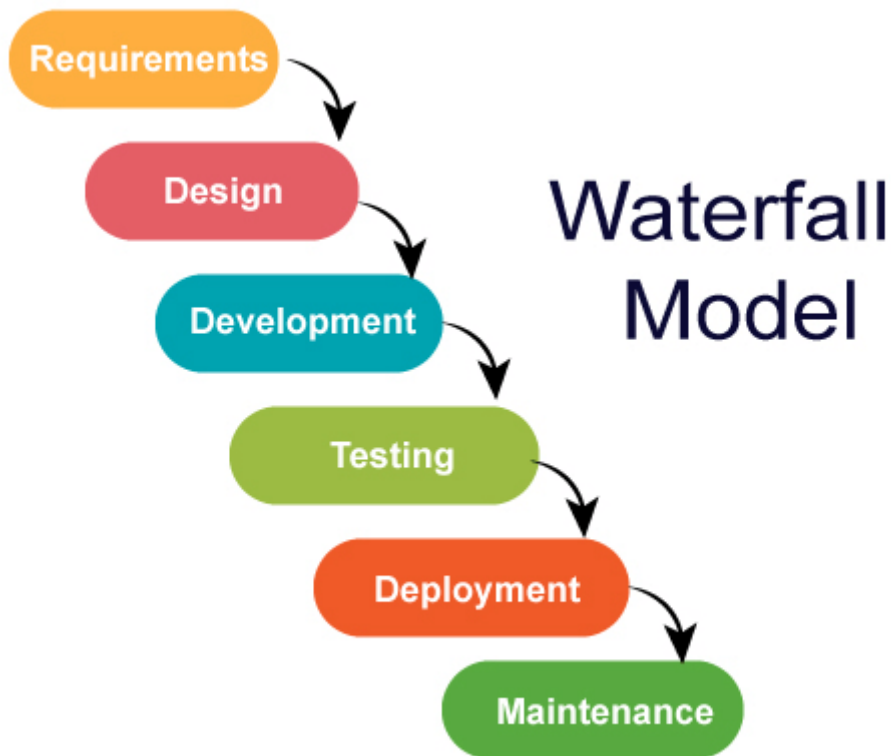 Requirements
Design
Waterfall
Model
Development
Testing
Deployment
Maintenance